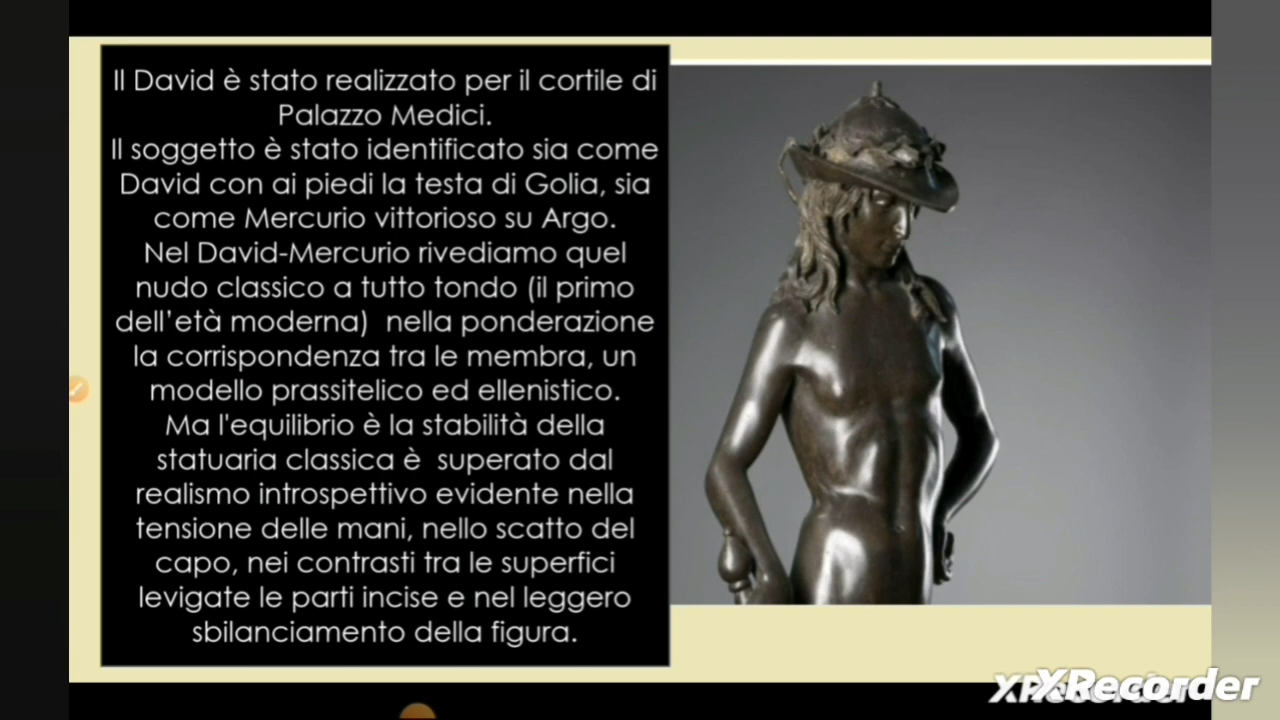 Il David è stato realizzato per il cortile di
Palazzo Medici.
Il soggetto è stato identificato sia come
David con ai piedi la testa di Golia, sia
come Mercurio vittorioso su Argo.
Nel David-Mercurio rivediamo quel
nudo classico a tutto tondo (il primo
dell'età moderna)  nella ponderazione
la corrispondenza tra le membra, un
modello prassitelico ed ellenistico.
Ma l'equilibrio è la stabilità della
statuaria classica è  superato dal
realismo introspettivo evidente nella
tensione delle mani, nello scatto del
capo, nei contrasti tra le superfici
levigate le parti incise e nel leggero
sbilanciamento della figura.
XRecorder